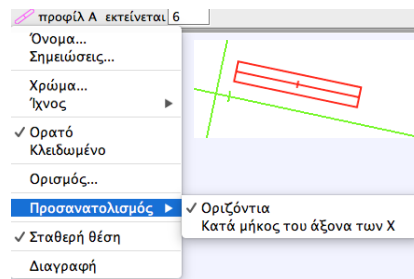 προφίλ A εκτείνεται 6
Όνομα...
Σημειώσεις...
Χρώμα...
Ίχνος
Ορατό
Κλειδωμένο
Ορισμός...
Προσανατολισμός
Οριζόντια
Κατά μήκος του άξονα των X
Σταθερή θέση
Διαγραφή